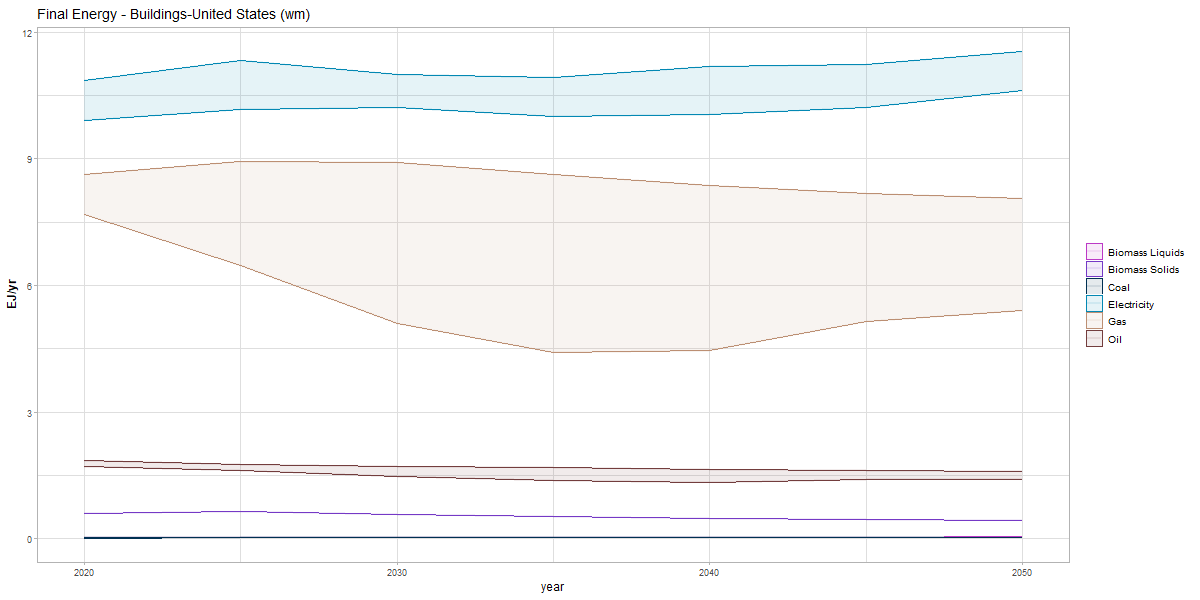 Final Energy - Buildings-United States (wm)
12
9
6
3
0
EJ/yr
2020
2030
2040
2050
year
Biomass Liquids
Biomass Solids
Coal
Electricity
Gas
Oil